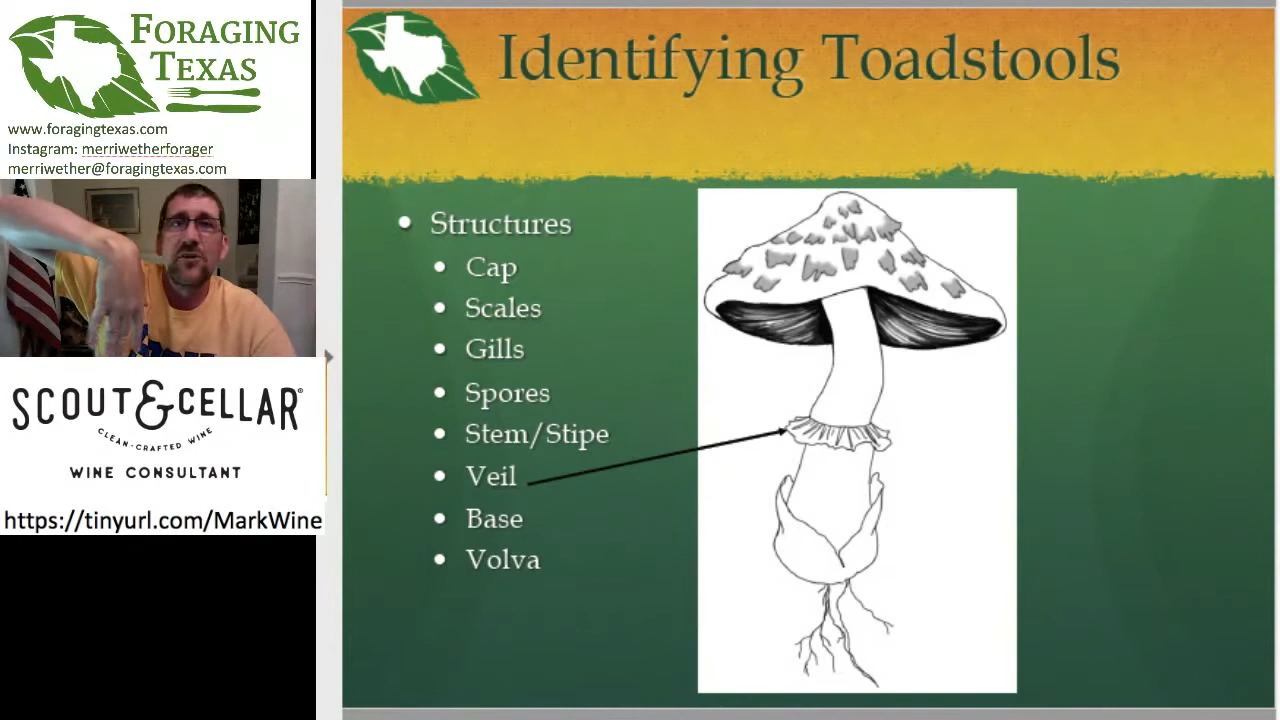 FORAGING
TEXAS
www.foragingtexas.com
Instagram: merriwetherforager
merriwether@foragingtexas.com
SCOUT & CELLAR®
CLEAN-CRAFTED WINE
WINE CONSULTANT
https://tinyurl.com/MarkWine
Identifying Toadstools
• Structures
• Cap
• Scales
• Gills
• Spores
• Stem/Stipe
• Veil
• Base
• Volva